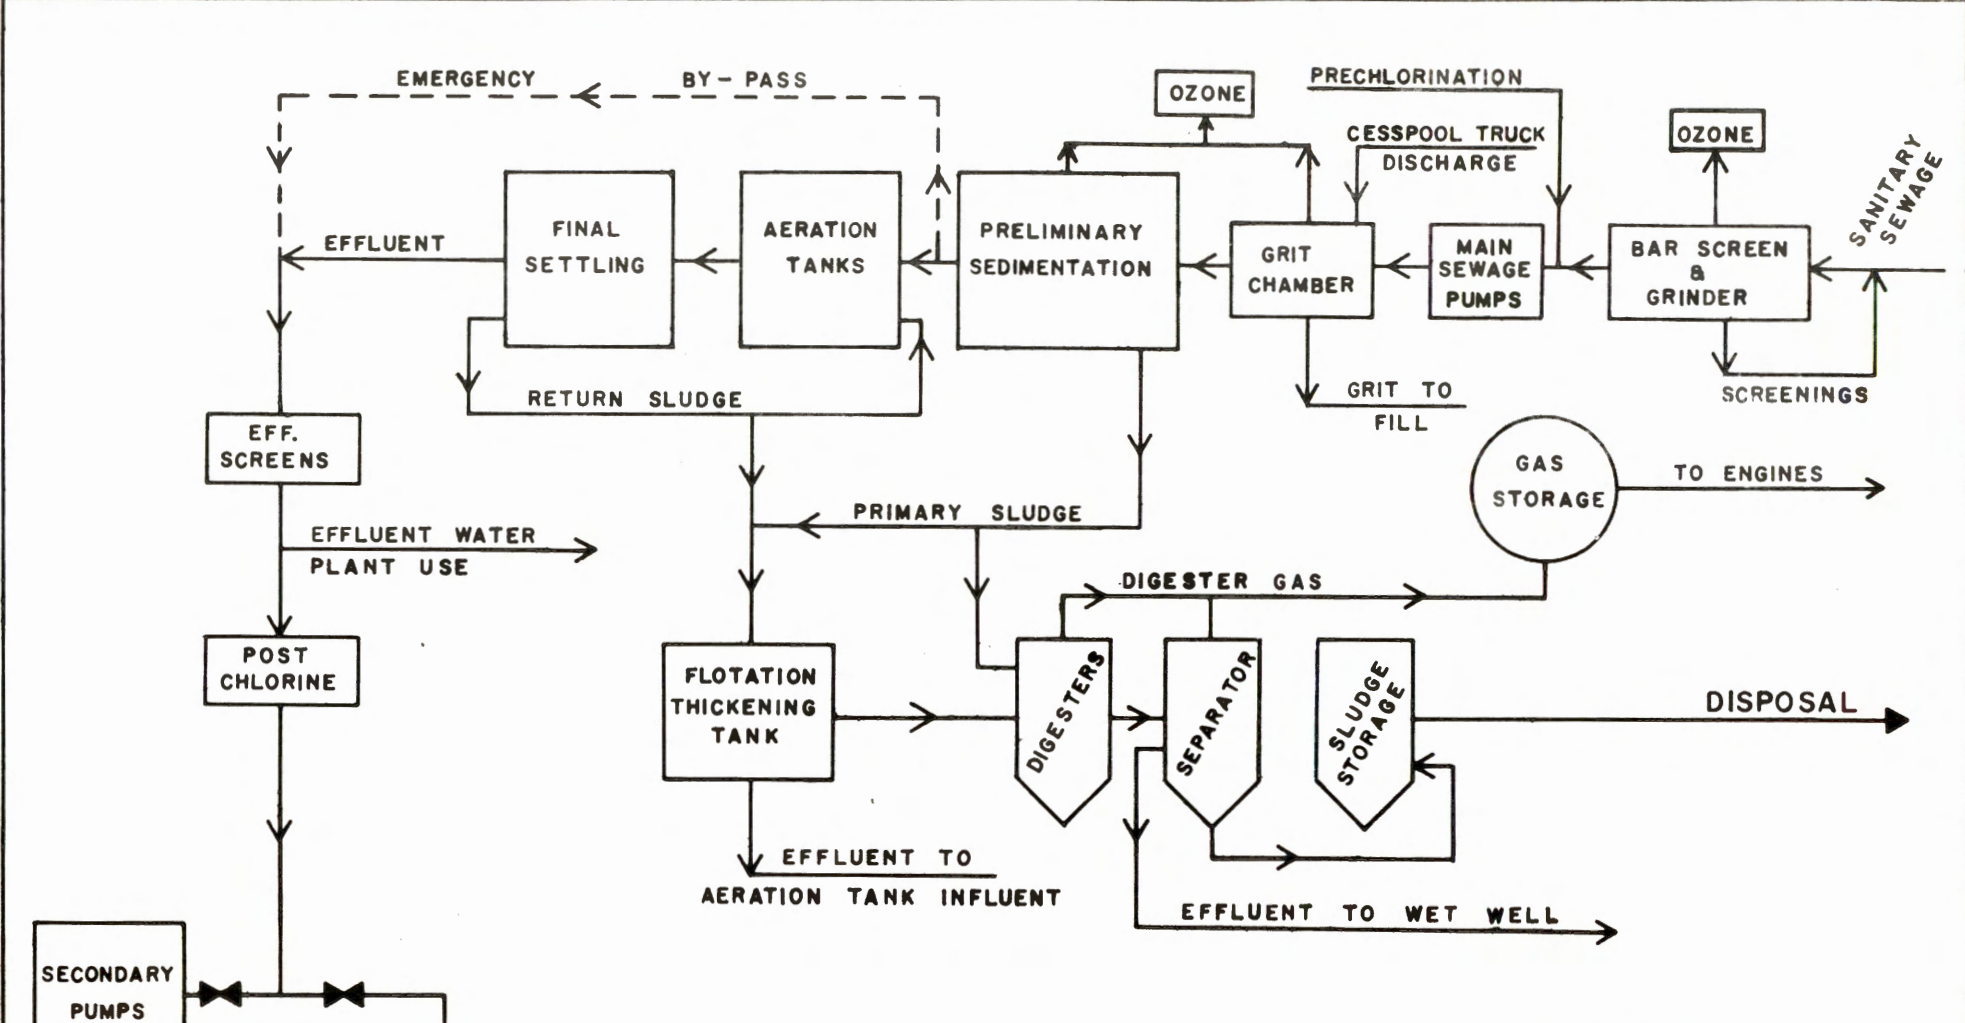 EMERGENCY BY-PASS
OZONE
PRECHLORINATION
CESSPOOL TRUCK
DISCHARGE
OZONE
SANITARY
SEWAGE
EFFLUENT
FINAL
SETTLING
AERATION
TANKS
PRELIMINARY
SEDIMENTATION
GRIT
CHAMBER
MAIN
SEWAGE
PUMPS
BAR SCREEN
&
GRINDER
RETURN SLUDGE
GRIT TO
FILL
SCREENINGS
EFF.
SCREENS
GAS
STORAGE
TO ENGINES
EFFLUENT WATER
PLANT USE
PRIMARY SLUDGE
DIGESTER GAS
POST
CHLORINE
FLOTATION
THICKENING
TANK
DIGESTERS
SEPARATOR
SLUDGE
STORAGE
DISPOSAL
EFFLUENT TO
AERATION TANK INFLUENT
EFFLUENT TO WET WELL
SECONDARY
PUMPS